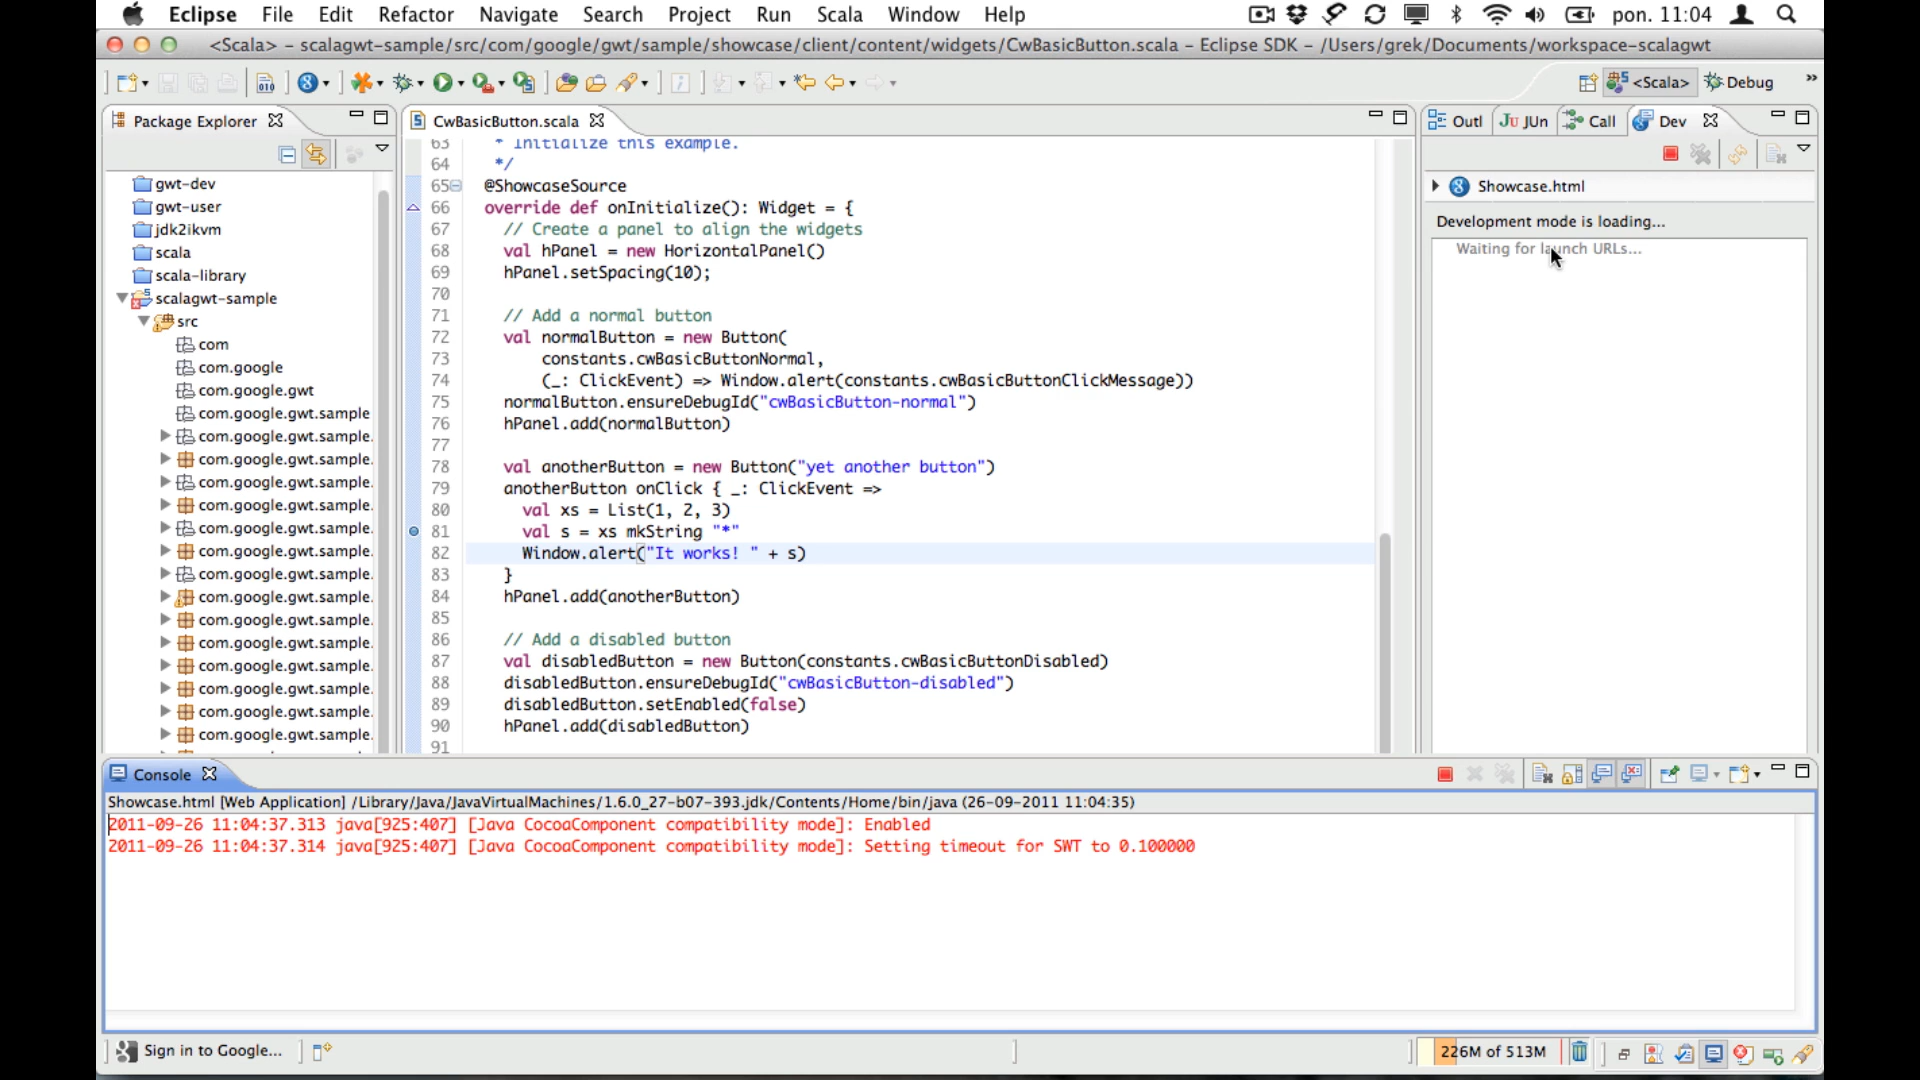 Eclipse File Edit Refactor Navigate Search Project Run Scala Window Help pon. 11:04
<Scala> – scalagwt-sample/src/com/google/gwt/sample/showcase/client/content/widgets/CwBasicButton.scala – Eclipse SDK – /Users/grek/Documents/workspace-scalagwt
<Scala> Debug
Package Explorer
gwt-dev
gwt-user
jdk2ikvm
scala
scala-library
scalagwt-sample
src
com
com.google
com.google.gwt
com.google.gwt.sample
com.google.gwt.sample.
com.google.gwt.sample.
com.google.gwt.sample.
com.google.gwt.sample.
com.google.gwt.sample.
com.google.gwt.sample.
com.google.gwt.sample.
com.google.gwt.sample.
com.google.gwt.sample.
com.google.gwt.sample.
com.google.gwt.sample.
com.google.gwt.sample.
com.google.gwt.sample.
com.google.gwt.sample.
CwBasicButton.scala
63 * Initialize this example.
64 */
65 @ShowcaseSource
66 override def onInitialize(): Widget = {
67 // Create a panel to align the widgets
68 val hPanel = new HorizontalPanel()
69 hPanel.setSpacing(10);
70
71 // Add a normal button
72 val normalButton = new Button(
73 constants.cwBasicButtonNormal,
74 (_: ClickEvent) => Window.alert(constants.cwBasicButtonClickMessage))
75 normalButton.ensureDebugId("cwBasicButton-normal")
76 hPanel.add(normalButton)
77
78 val anotherButton = new Button("yet another button")
79 anotherButton onClick { _: ClickEvent =>
80 val xs = List(1, 2, 3)
81 val s = xs mkString "*"
82 Window.alert("It works! " + s)
83 }
84 hPanel.add(anotherButton)
85
86 // Add a disabled button
87 val disabledButton = new Button(constants.cwBasicButtonDisabled)
88 disabledButton.ensureDebugId("cwBasicButton-disabled")
89 disabledButton.setEnabled(false)
90 hPanel.add(disabledButton)
91
Outl JUn Call Dev
Showcase.html
Development mode is loading...
Waiting for launch URLs...
Console
Showcase.html [Web Application] /Library/Java/JavaVirtualMachines/1.6.0_27-b07-393.jdk/Contents/Home/bin/java (26-09-2011 11:04:35)
2011-09-26 11:04:37.313 java[925:407] [Java CocoaComponent compatibility mode]: Enabled
2011-09-26 11:04:37.314 java[925:407] [Java CocoaComponent compatibility mode]: Setting timeout for SWT to 0.100000
Sign in to Google...
226M of 513M